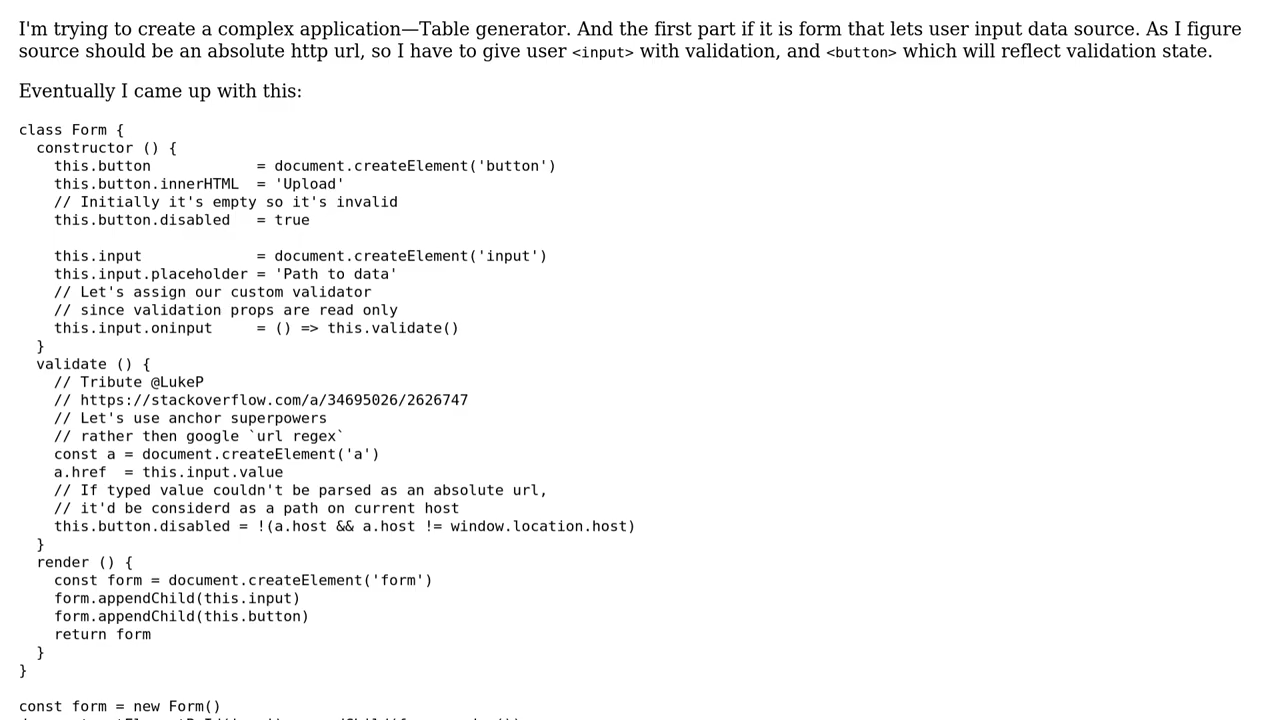 I'm trying to create a complex application—Table generator. And the first part if it is form that lets user input data source. As I figure
source should be an absolute http url, so I have to give user <input> with validation, and <button> which will reflect validation state.
Eventually I came up with this:
class Form {
  constructor () {
    this.button            = document.createElement('button')
    this.button.innerHTML  = 'Upload'
    // Initially it's empty so it's invalid
    this.button.disabled   = true
    this.input             = document.createElement('input')
    this.input.placeholder = 'Path to data'
    // Let's assign our custom validator
    // since validation props are read only
    this.input.oninput     = () => this.validate()
  }
  validate () {
    // Tribute @LukeP
    // https://stackoverflow.com/a/34695026/2626747
    // Let's use anchor superpowers
    // rather then google `url regex`
    const a = document.createElement('a')
    a.href  = this.input.value
    // If typed value couldn't be parsed as an absolute url,
    // it'd be considerd as a path on current host
    this.button.disabled = !(a.host && a.host != window.location.host)
  }
  render () {
    const form = document.createElement('form')
    form.appendChild(this.input)
    form.appendChild(this.button)
    return form
  }
}
const form = new Form()